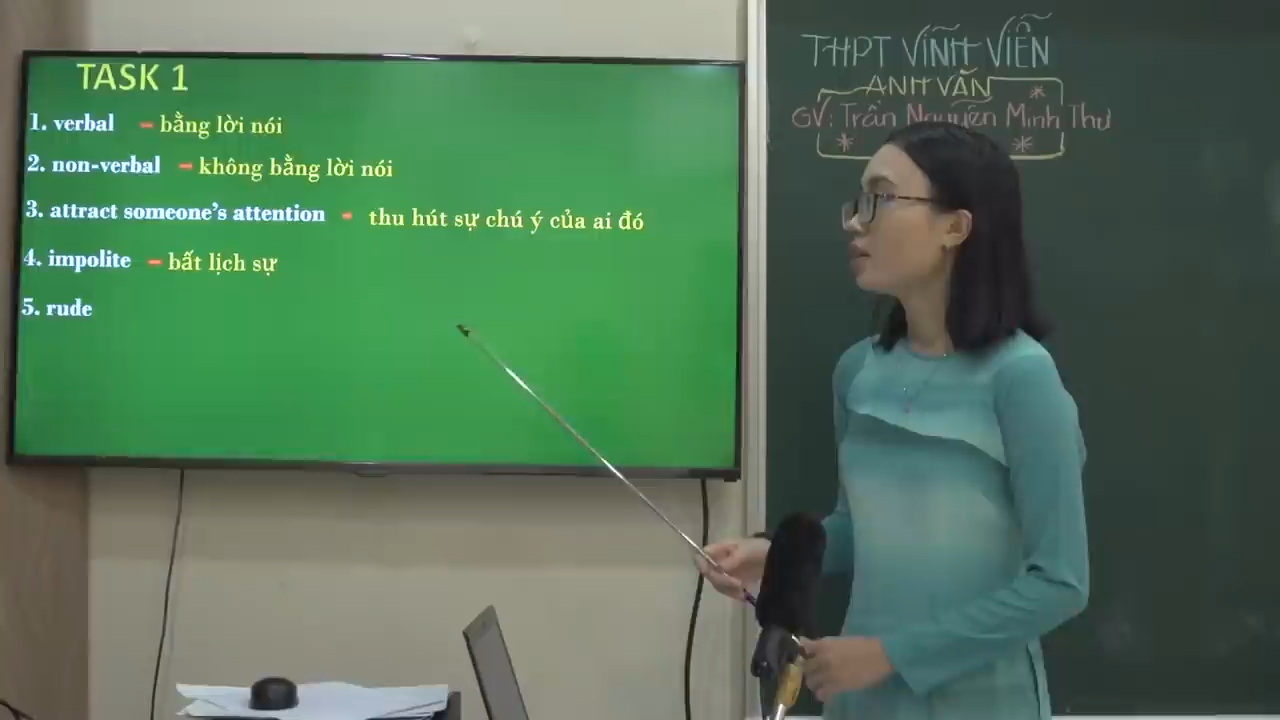 TASK 1
1. verbal - bằng lời nói
2. non-verbal - không bằng lời nói
3. attract someone's attention - thu hút sự chú ý của ai đó
4. impolite - bất lịch sự
5. rude
THPT VĨNH VIỄN
ANH VĂN
GV: Trần Nguyễn Minh Thư